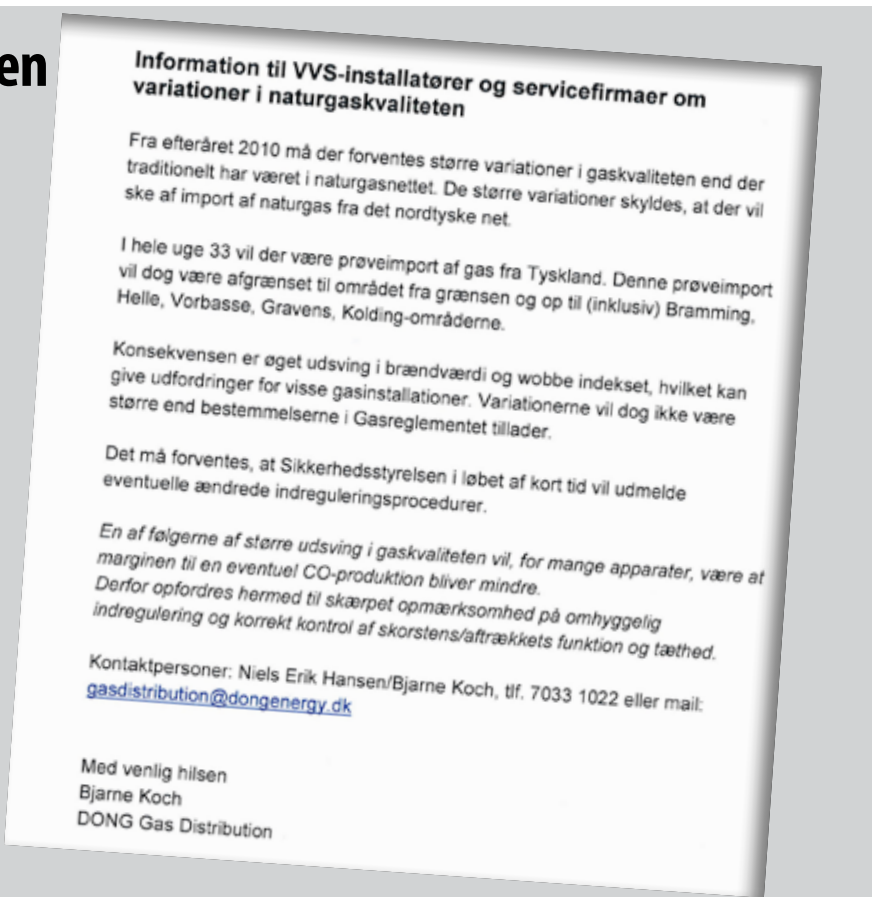 en
Information til VVS-installatører og servicefirmaer om
variationer i naturgaskvaliteten
Fra efteråret 2010 må der forventes større variationer i gaskvaliteten end der
traditionelt har været i naturgasnettet. De større variationer skyldes, at der vil
ske af import af naturgas fra det nordtyske net.
I hele uge 33 vil der være prøveimport af gas fra Tyskland. Denne prøveimport
vil dog være afgrænset til området fra grænsen og op til (inklusiv) Bramming,
Helle, Vorbasse, Gravens, Kolding-områderne.
Konsekvensen er øget udsving i brændværdi og wobbe indekset, hvilket kan
give udfordringer for visse gasinstallationer. Variationerne vil dog ikke være
større end bestemmelserne i Gasreglementet tillader.
Det må forventes, at Sikkerhedsstyrelsen i løbet af kort tid vil udmelde
eventuelle ændrede indreguleringsprocedurer.
En af følgerne af større udsving i gaskvaliteten vil, for mange apparater, være at
marginen til en eventuel CO-produktion bliver mindre.
Derfor opfordres hermed til skærpet opmærksomhed på omhyggelig
indregulering og korrekt kontrol af skorstens/aftrækkets funktion og tæthed.
Kontaktpersoner: Niels Erik Hansen/Bjarne Koch, tlf. 7033 1022 eller mail:
gasdistribution@dongenergy.dk
Med venlig hilsen
Bjarne Koch
DONG Gas Distribution